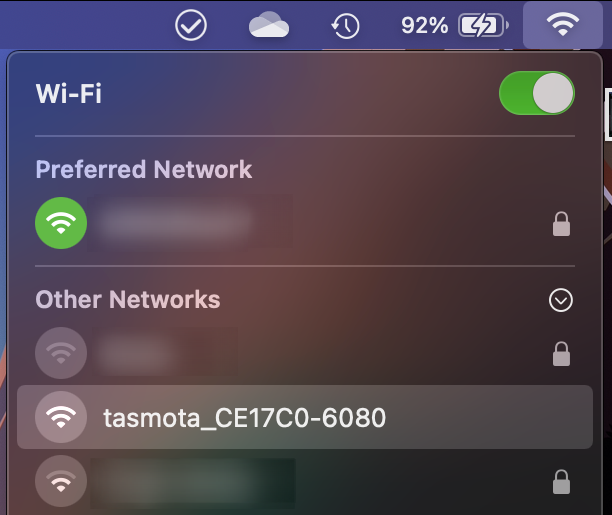 92%
Wi-Fi
Preferred Network
Other Networks
tasmota_CE17C0-6080